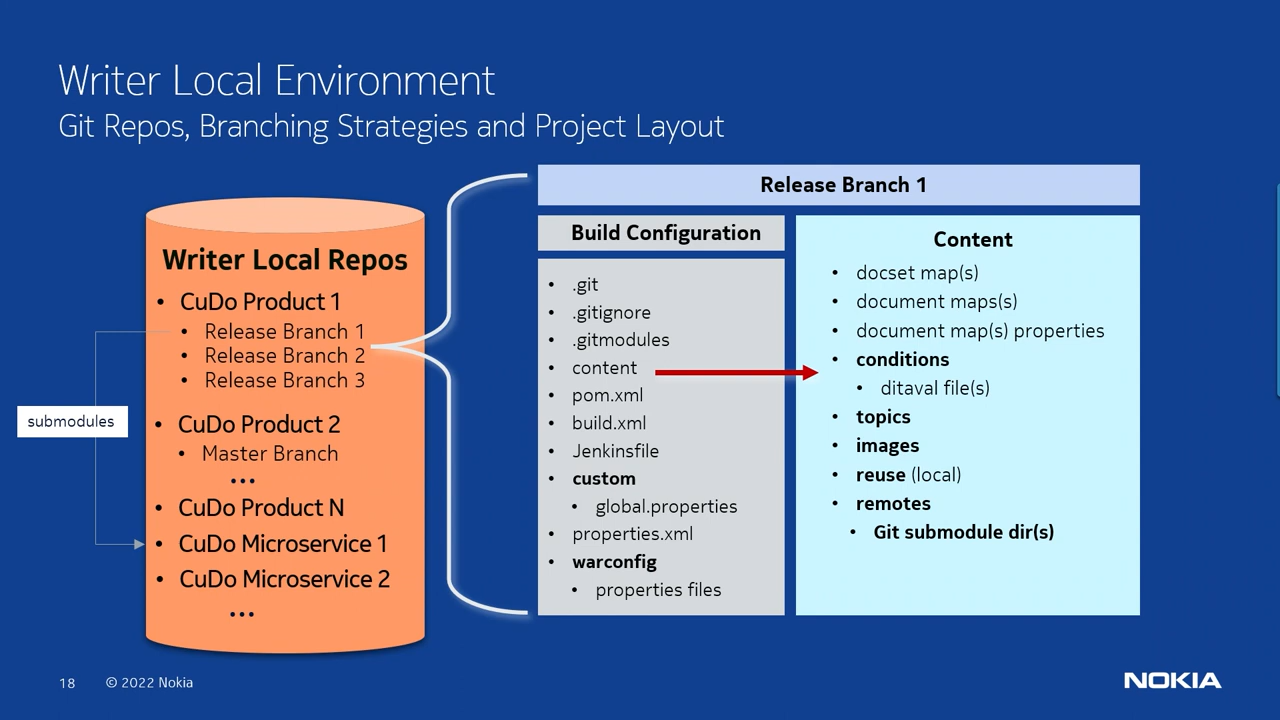 Writer Local Environment
Git Repos, Branching Strategies and Project Layout
Writer Local Repos
• CuDo Product 1
• Release Branch 1
• Release Branch 2
• Release Branch 3
• CuDo Product 2
• Master Branch
...
• CuDo Product N
• CuDo Microservice 1
• CuDo Microservice 2
...
submodules
Release Branch 1
Build Configuration
• .git
• .gitignore
• .gitmodules
• content
• pom.xml
• build.xml
• Jenkinsfile
• custom
• global.properties
• properties.xml
• warconfig
• properties files
Content
• docset map(s)
• document maps(s)
• document map(s) properties
• conditions
• ditaval file(s)
• topics
• images
• reuse (local)
• remotes
• Git submodule dir(s)
18 © 2022 Nokia
NOKIA